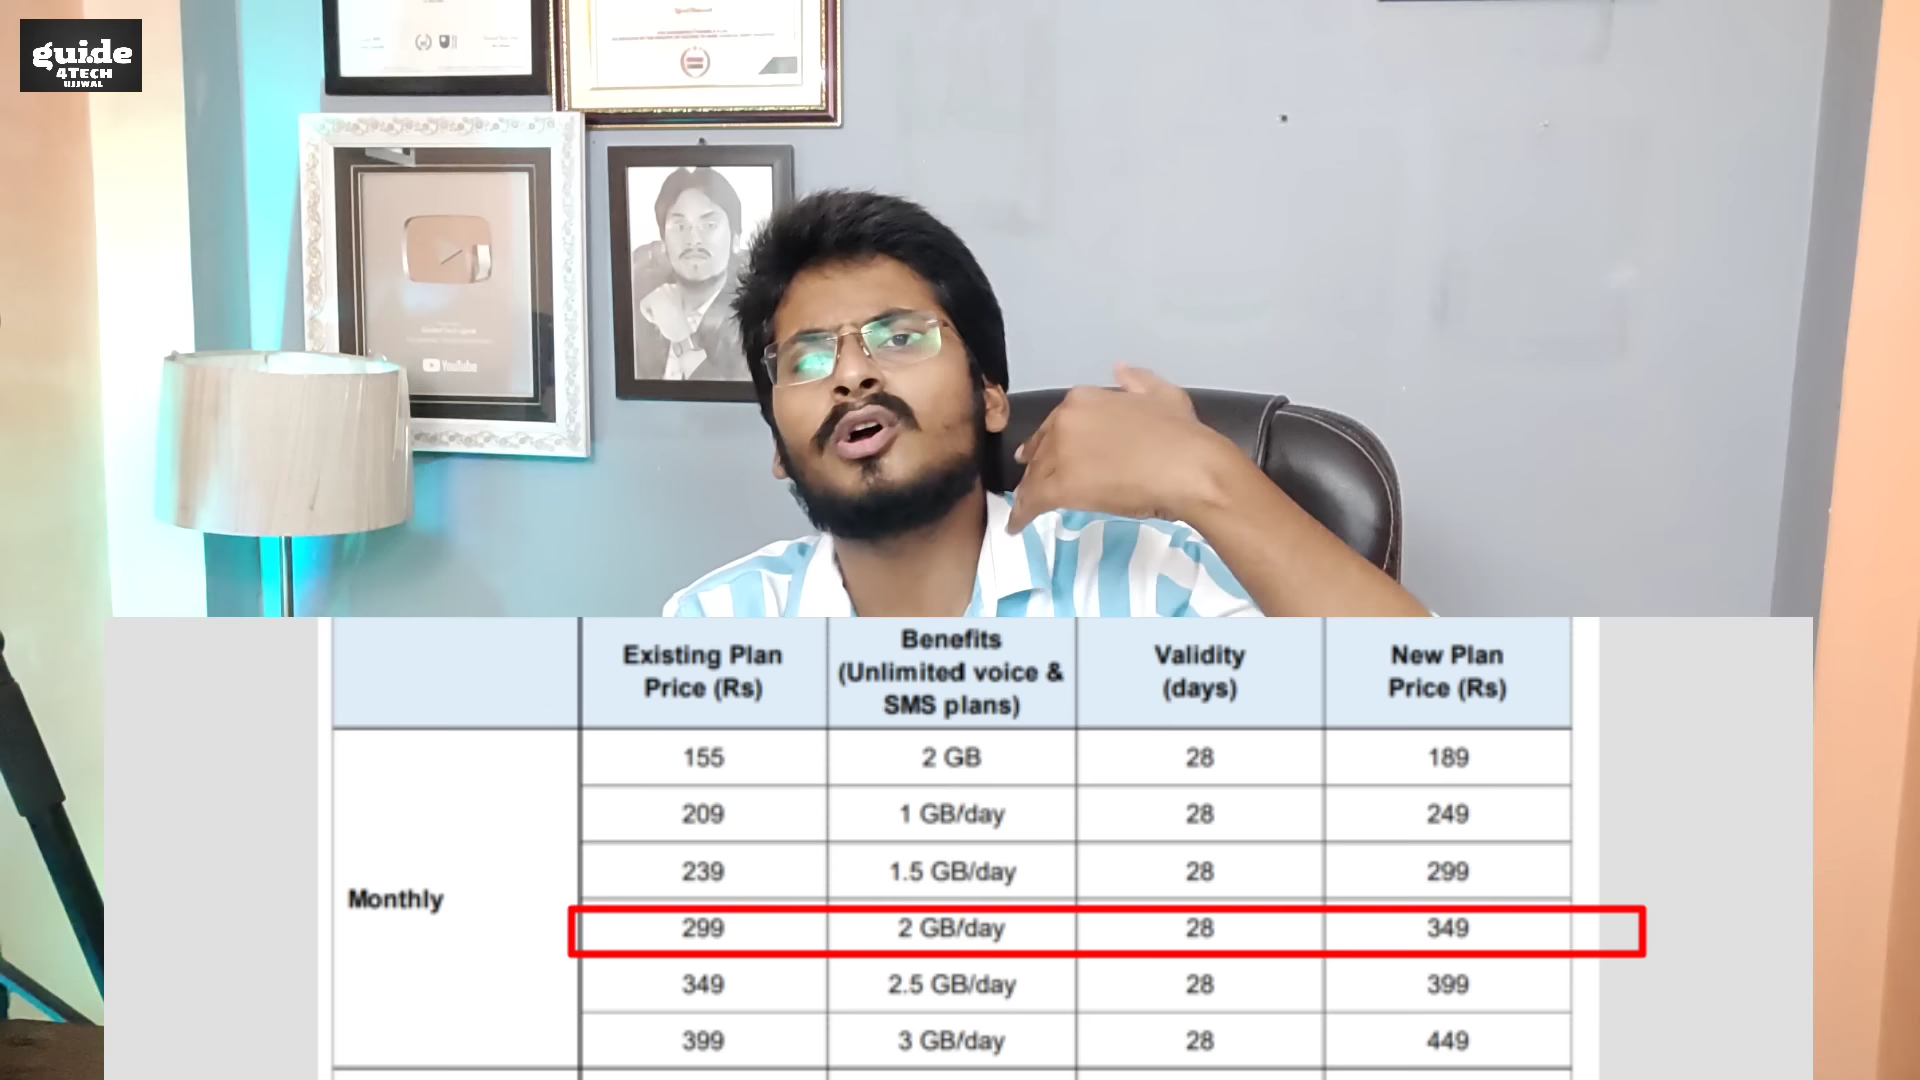 guide
4TECH
UJJWAL
YouTube
Existing Plan Price (Rs)
Benefits (Unlimited voice & SMS plans)
Validity (days)
New Plan Price (Rs)
Monthly
155 2 GB 28 189
209 1 GB/day 28 249
239 1.5 GB/day 28 299
299 2 GB/day 28 349
349 2.5 GB/day 28 399
399 3 GB/day 28 449